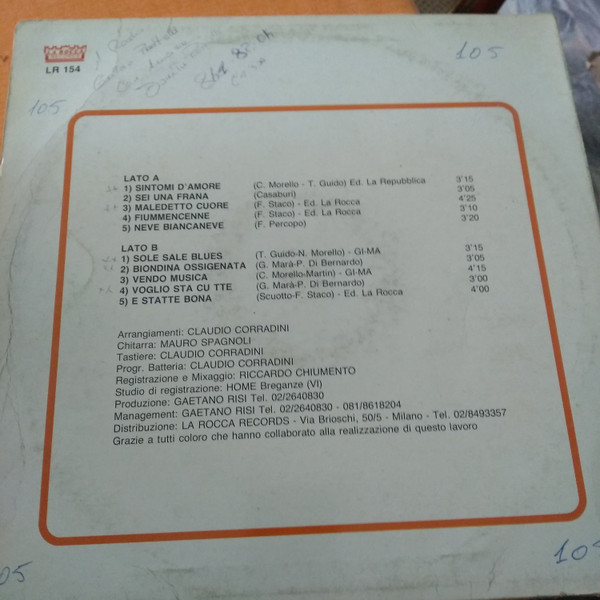 LA ROCCA
LR 154
105
105
LATO A
1) SINTOMI D'AMORE (C. Morello - T. Guido) Ed. La Repubblica 3'15
2) SEI UNA FRANA (Casaburi) 3'05
3) MALEDETTO CUORE (F. Staco) - Ed. La Rocca 4'25
4) FIUMMENCENNE (F. Staco) - Ed. La Rocca 3'10
5) NEVE BIANCANEVE (F. Percopo) 3'20
LATO B
1) SOLE SALE BLUES (T. Guido-N. Morello) - GI-MA 3'15
2) BIONDINA OSSIGENATA (G. Marà-P. Di Bernardo) 3'05
3) VENDO MUSICA (C. Morello-Martin) - GI-MA 4'15
4) VOGLIO STA CU TTE (G. Marà-P. Di Bernardo) 3'00
5) E STATTE BONA (Scuotto-F. Staco) - Ed. La Rocca 4'00
Arrangiamenti: CLAUDIO CORRADINI
Chitarra: MAURO SPAGNOLI
Tastiere: CLAUDIO CORRADINI
Progr. Batteria: CLAUDIO CORRADINI
Registrazione e Mixaggio: RICCARDO CHIUMENTO
Studio di registrazione: HOME Breganze (VI)
Produzione: GAETANO RISI Tel. 02/2640830
Management: GAETANO RISI Tel. 02/2640830 - 081/8618204
Distribuzione: LA ROCCA RECORDS - Via Brioschi, 50/5 - Milano - Tel. 02/8493357
Grazie a tutti coloro che hanno collaborato alla realizzazione di questo lavoro
105
05